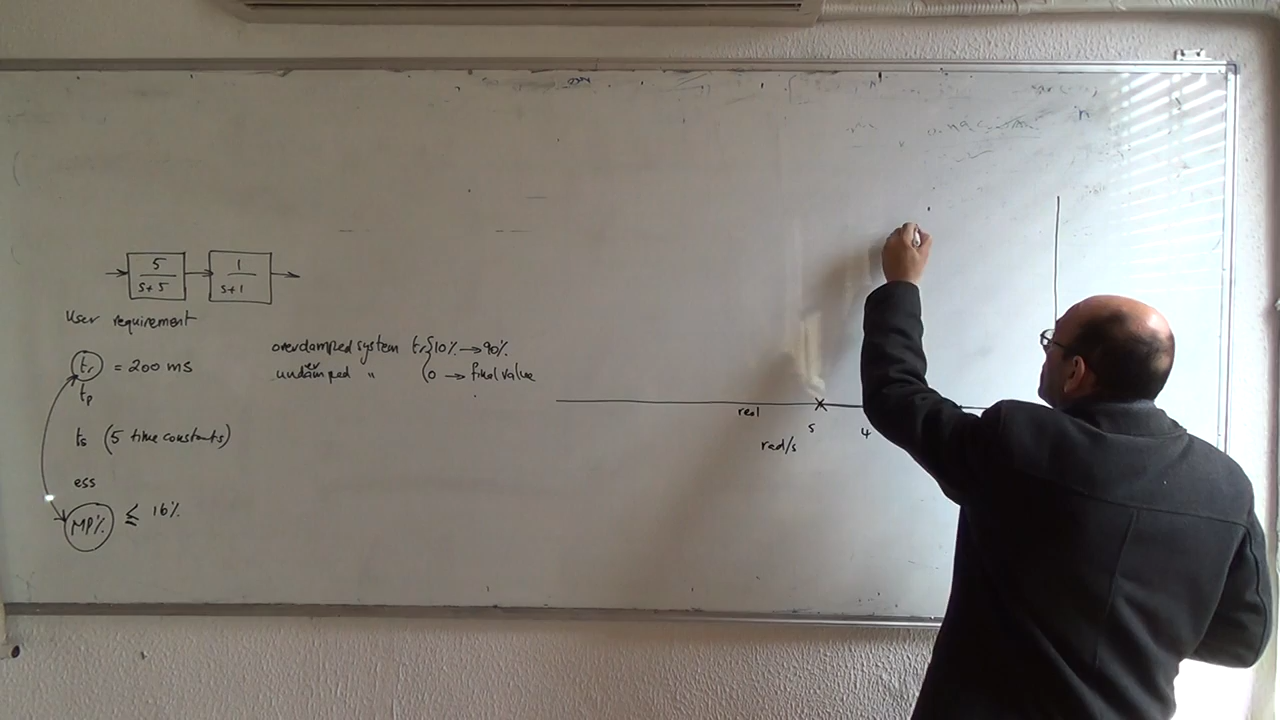 5 1
s+5 s+1
User requirement
tr = 200 ms
tp
ts (5 time constants)
ess
MP% ≤ 16%
overdamped system tr {10% → 90%
underdamped " (0 → final value
real
5 4
rad/s